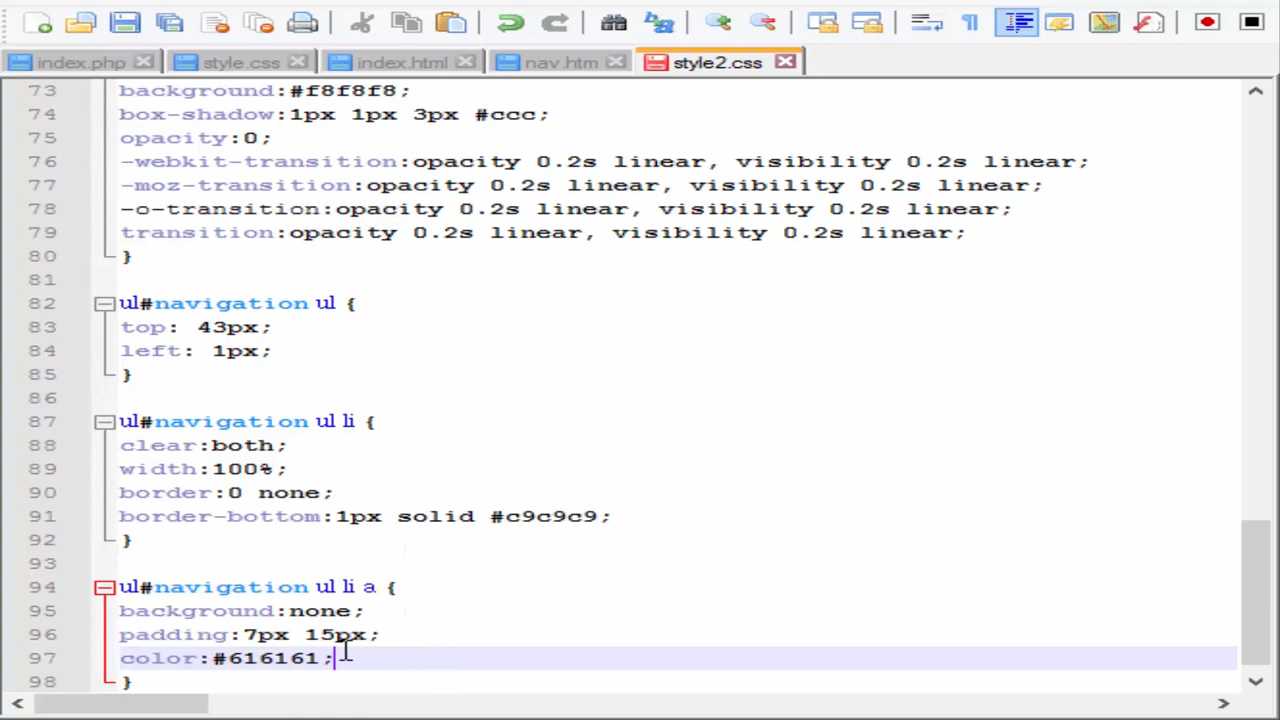 index.php style.css index.html nav.htm style2.css
73 background:#f8f8f8;
74 box-shadow:1px 1px 3px #ccc;
75 opacity:0;
76 -webkit-transition:opacity 0.2s linear, visibility 0.2s linear;
77 -moz-transition:opacity 0.2s linear, visibility 0.2s linear;
78 -o-transition:opacity 0.2s linear, visibility 0.2s linear;
79 transition:opacity 0.2s linear, visibility 0.2s linear;
80 }
81
82 ul#navigation ul {
83 top: 43px;
84 left: 1px;
85 }
86
87 ul#navigation ul li {
88 clear:both;
89 width:100%;
90 border:0 none;
91 border-bottom:1px solid #c9c9c9;
92 }
93
94 ul#navigation ul li a {
95 background:none;
96 padding:7px 15px;
97 color:#616161;
98 }